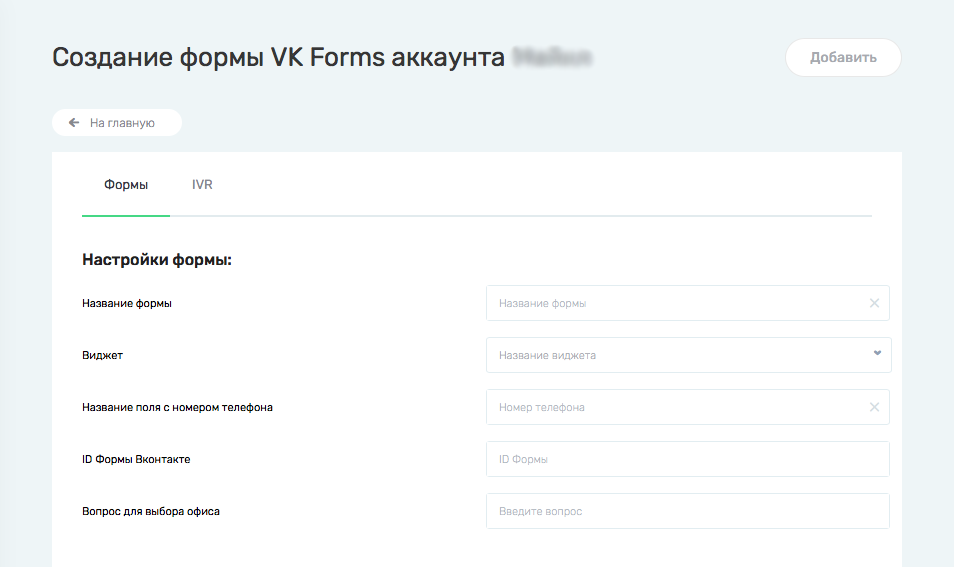 Создание формы VK Forms аккаунта
Добавить
На главную
Формы IVR
Настройки формы:
Название формы Название формы
Виджет Название виджета
Название поля с номером телефона Номер телефона
ID Формы Вконтакте ID Формы
Вопрос для выбора офиса Введите вопрос